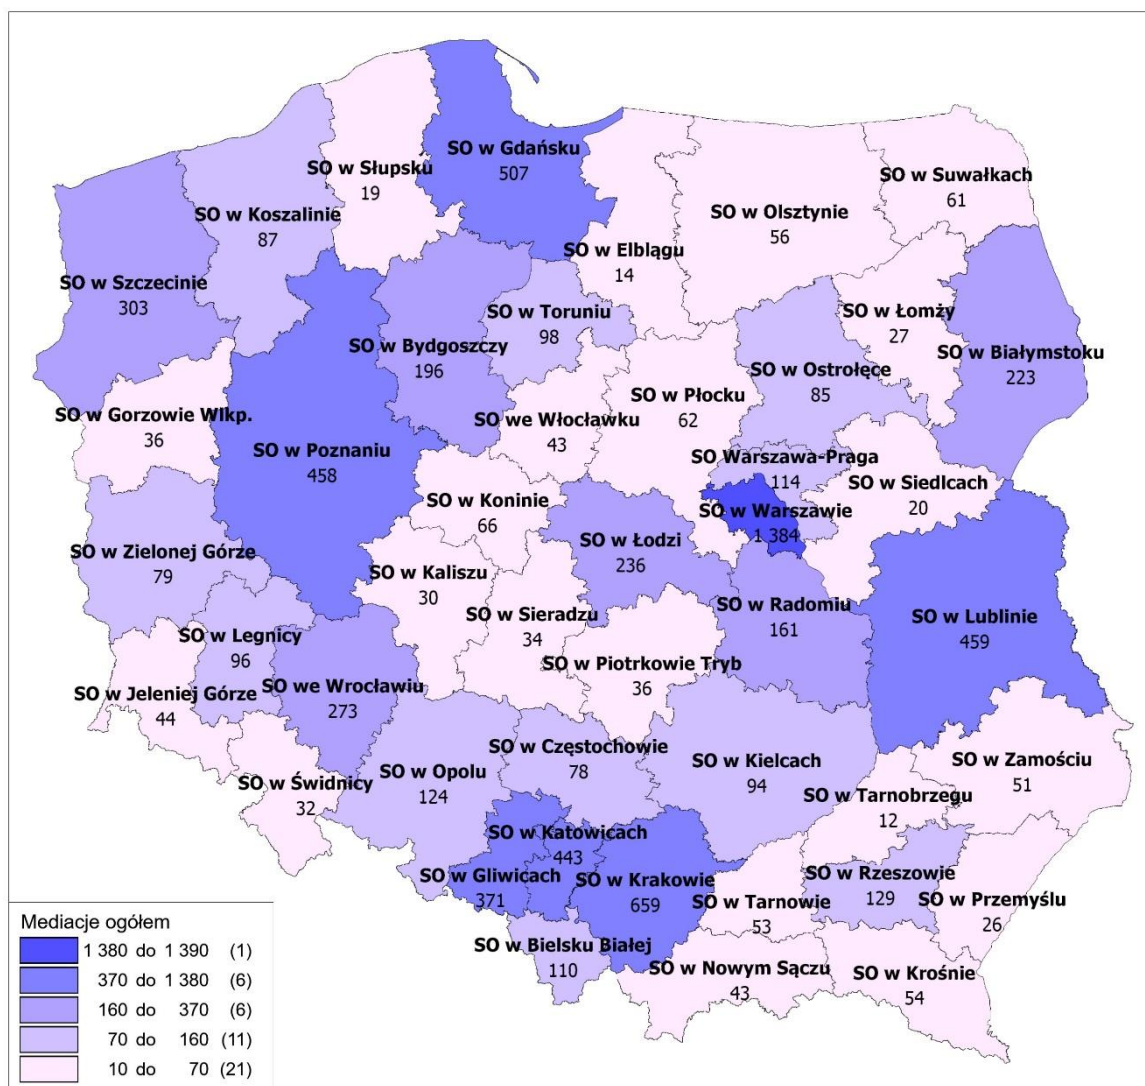 SO w Gdańsku
507
SO w Słupsku
19
SO w Suwałkach
61
SO w Koszalinie
87
SO w Olsztynie
56
SO w Elblągu
14
SO w Szczecinie
303
SO w Toruniu
98
SO w Łomży
27
SO w Bydgoszczy
196
SO w Białymstoku
223
SO w Ostrołęce
85
SO w Płocku
62
SO w Gorzowie Wlkp.
36
SO we Włocławku
43
SO w Poznaniu
458
SO Warszawa-Praga
114
SO w Siedlcach
20
SO w Koninie
66
SO w Warszawie
1 384
SO w Zielonej Górze
79
SO w Łodzi
236
SO w Kaliszu
30
SO w Radomiu
161
SO w Sieradzu
34
SO w Lublinie
459
SO w Legnicy
96
SO w Piotrkowie Tryb
36
SO w Jeleniej Górze
44
SO we Wrocławiu
273
SO w Częstochowie
78
SO w Kielcach
94
SO w Zamościu
51
SO w Opolu
124
SO w Świdnicy
32
SO w Tarnobrzegu
12
SO w Katowicach
443
SO w Gliwicach
371
SO w Krakowie
659
SO w Rzeszowie
129
SO w Tarnowie
53
SO w Przemyślu
26
SO w Bielsku Białej
110
SO w Nowym Sączu
43
SO w Krośnie
54
Mediacje ogółem
1 380 do 1 390 (1)
370 do 1 380 (6)
160 do 370 (6)
70 do 160 (11)
10 do 70 (21)